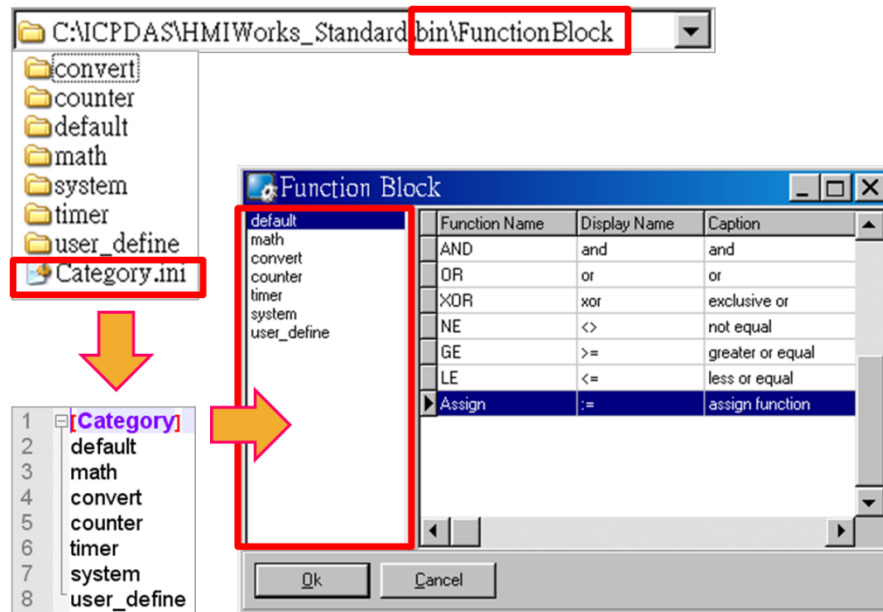 C:\ICPDAS\HMIWorks_Standard\bin\FunctionBlock
convert
counter
default
math
system
timer
user_define
Category.ini
Function Block
default
math
convert
counter
timer
system
user_define
Function Name Display Name Caption
AND and and
OR or or
XOR xor exclusive or
NE <> not equal
GE >= greater or equal
LE <= less or equal
Assign := assign function
Ok Cancel
1 [Category]
2 default
3 math
4 convert
5 counter
6 timer
7 system
8 user_define